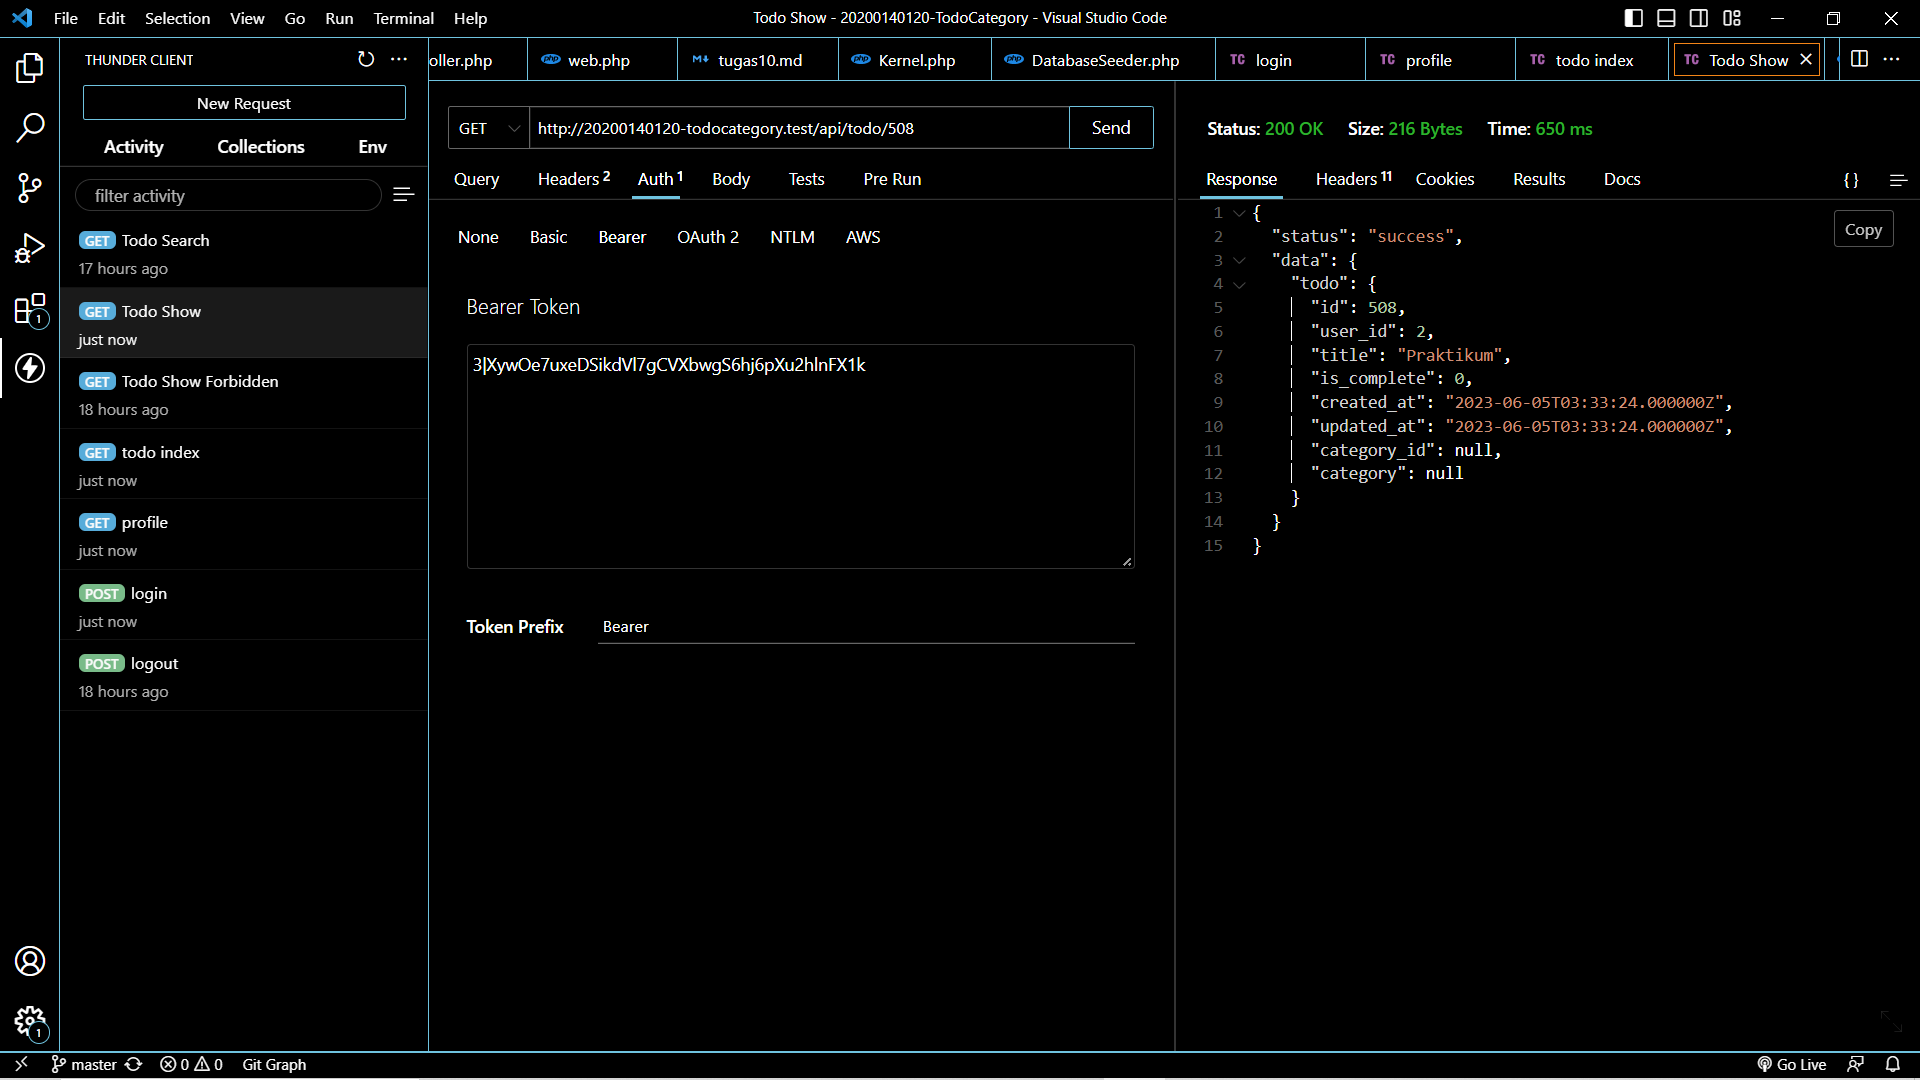 File Edit Selection View Go Run Terminal Help
Todo Show - 20200140120-TodoCategory - Visual Studio Code
THUNDER CLIENT
New Request
Activity Collections Env
filter activity
GET Todo Search
17 hours ago
GET Todo Show
just now
GET Todo Show Forbidden
18 hours ago
GET todo index
just now
GET profile
just now
POST login
just now
POST logout
18 hours ago
oller.php web.php tugas10.md Kernel.php DatabaseSeeder.php TC login TC profile TC todo index TC Todo Show
GET http://20200140120-todocategory.test/api/todo/508 Send
Query Headers 2 Auth 1 Body Tests Pre Run
None Basic Bearer OAuth 2 NTLM AWS
Bearer Token
3|XywOe7uxeDSikdVl7gCVXbwgS6hj6pXu2hlnFX1k
Token Prefix Bearer
Status: 200 OK Size: 216 Bytes Time: 650 ms
Response Headers 11 Cookies Results Docs {}
Copy
1 {
2 "status": "success",
3 "data": {
4 "todo": {
5 "id": 508,
6 "user_id": 2,
7 "title": "Praktikum",
8 "is_complete": 0,
9 "created_at": "2023-06-05T03:33:24.000000Z",
10 "updated_at": "2023-06-05T03:33:24.000000Z",
11 "category_id": null,
12 "category": null
13 }
14 }
15 }
1
1
master 0 0 Git Graph
Go Live